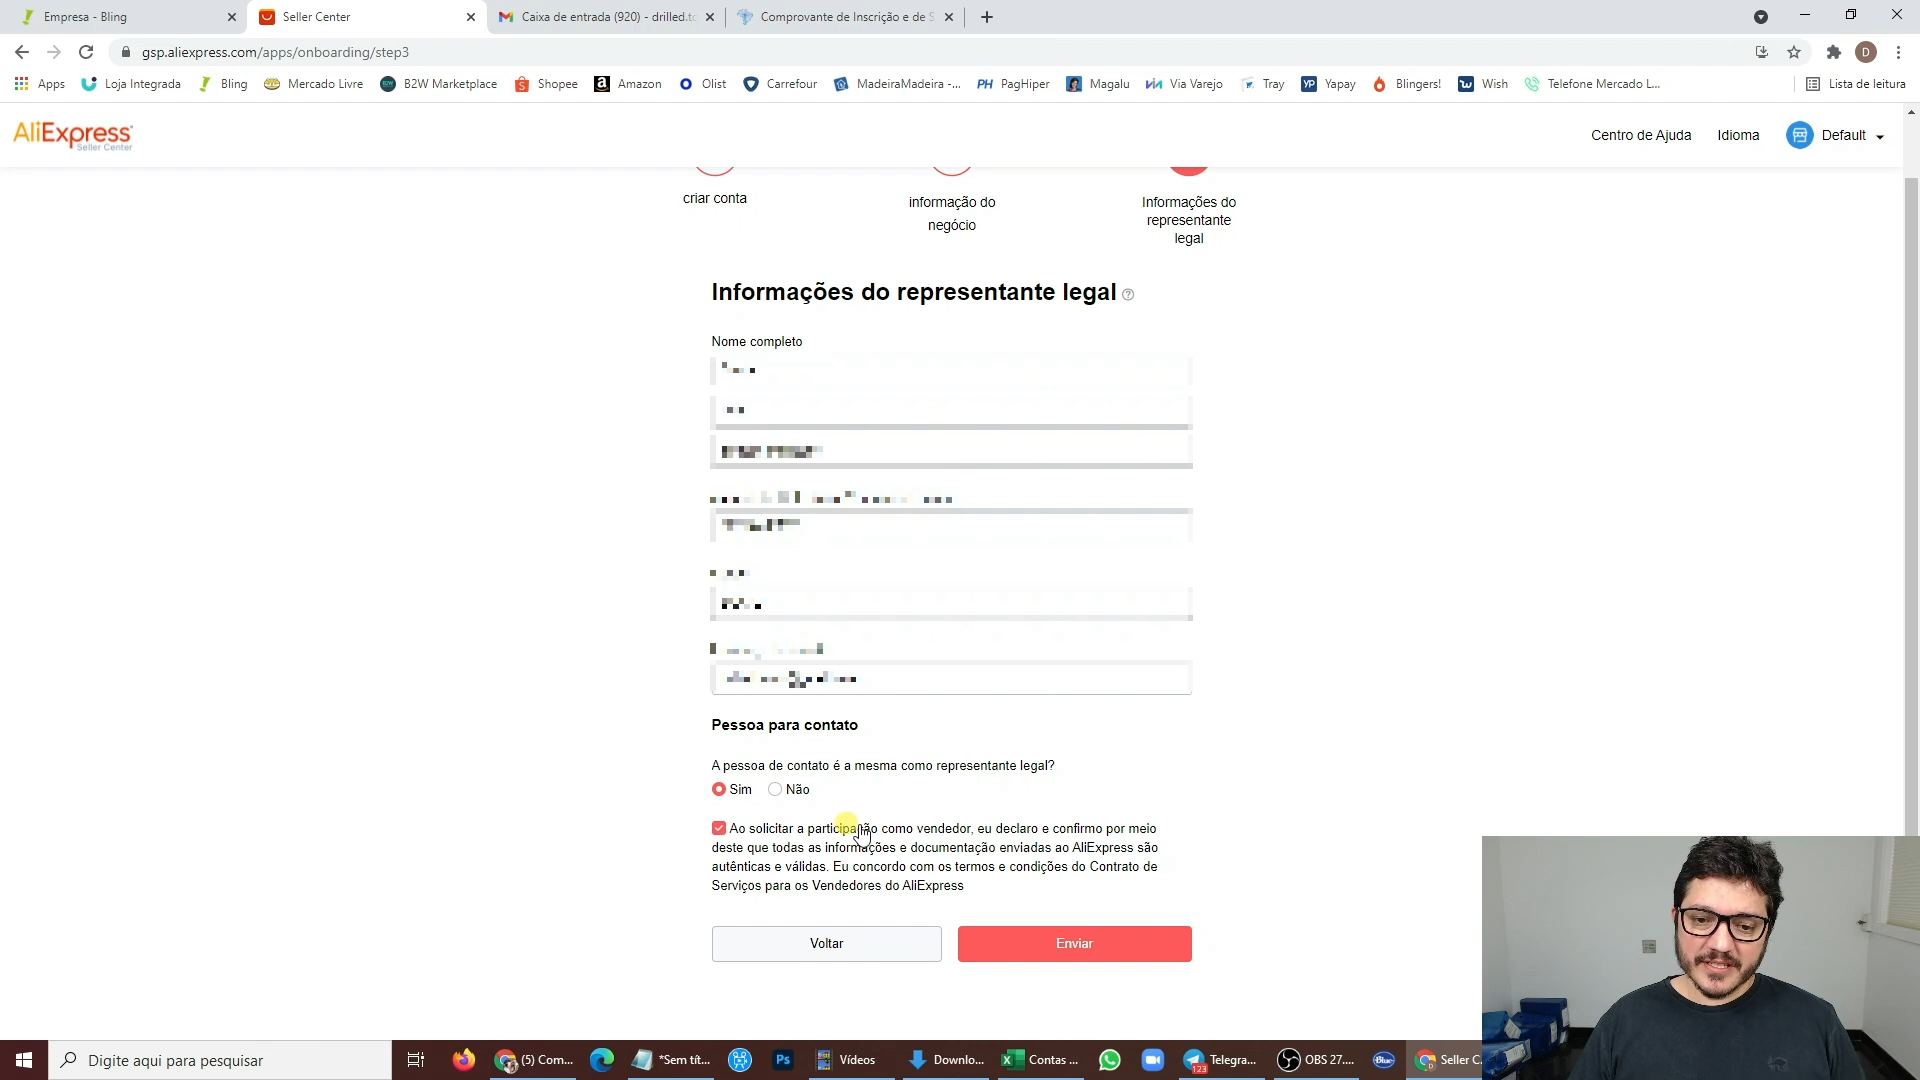 Empresa - Bling
Seller Center
Caixa de entrada (920) - drilled.to
Comprovante de Inscrição e de S
gsp.aliexpress.com/apps/onboarding/step3
D
Apps
Loja Integrada
Bling
Mercado Livre
B2W Marketplace
Shopee
Amazon
Olist
Carrefour
MadeiraMadeira -...
PH PagHiper
Magalu
Via Varejo
Tray
YP Yapay
Blingers!
Wish
Telefone Mercado L...
Lista de leitura
AliExpress
Seller Center
Centro de Ajuda
Idioma
Default
criar conta
informação do
negócio
Informações do
representante
legal
Informações do representante legal
Nome completo
Pessoa para contato
A pessoa de contato é a mesma como representante legal?
Sim
Não
Ao solicitar a participação como vendedor, eu declaro e confirmo por meio
deste que todas as informações e documentação enviadas ao AliExpress são
autênticas e válidas. Eu concordo com os termos e condições do Contrato de
Serviços para os Vendedores do AliExpress
Voltar
Enviar
Digite aqui para pesquisar
(5) Com...
*Sem tít...
Ps
Vídeos
Downlo...
Contas ...
123
Telegra...
OBS 27....
Blue
Seller C